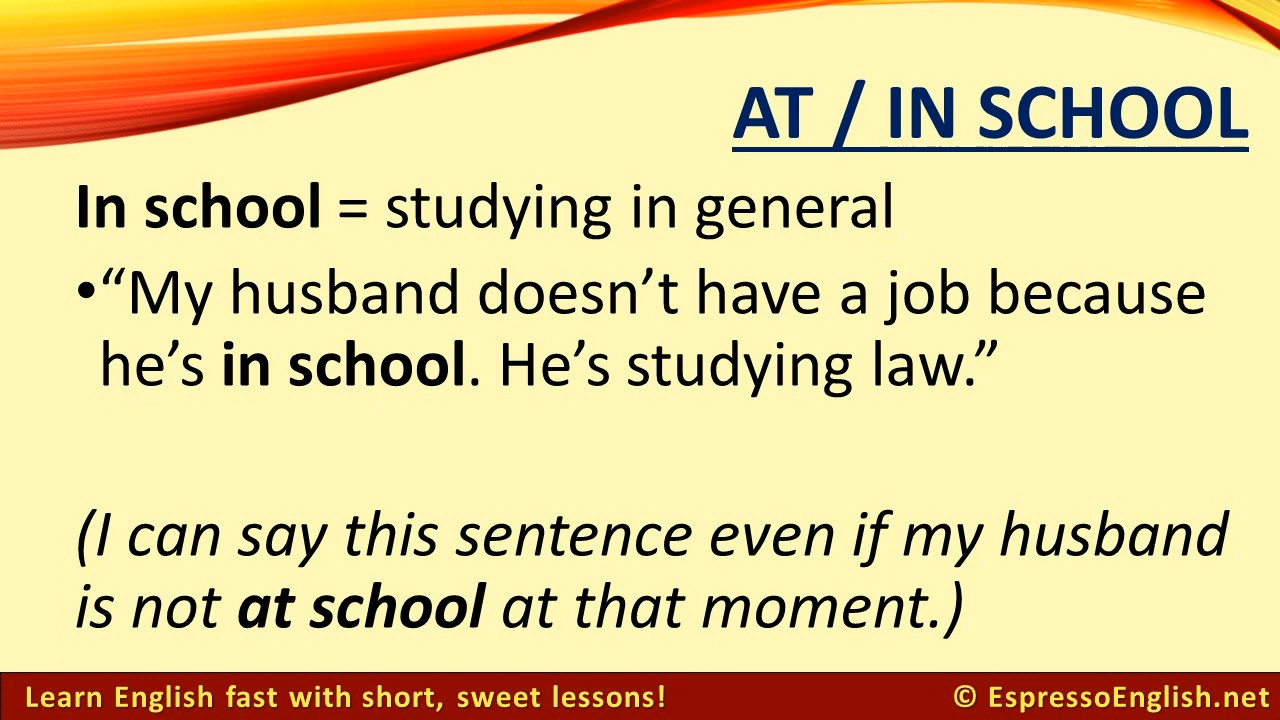 AT / IN SCHOOL
In school = studying in general
•“My husband doesn’t have a job because
he’s in school. He’s studying law.”
(I can say this sentence even if my husband
is not at school at that moment.)
Learn English fast with short, sweet lessons!
© EspressoEnglish.net